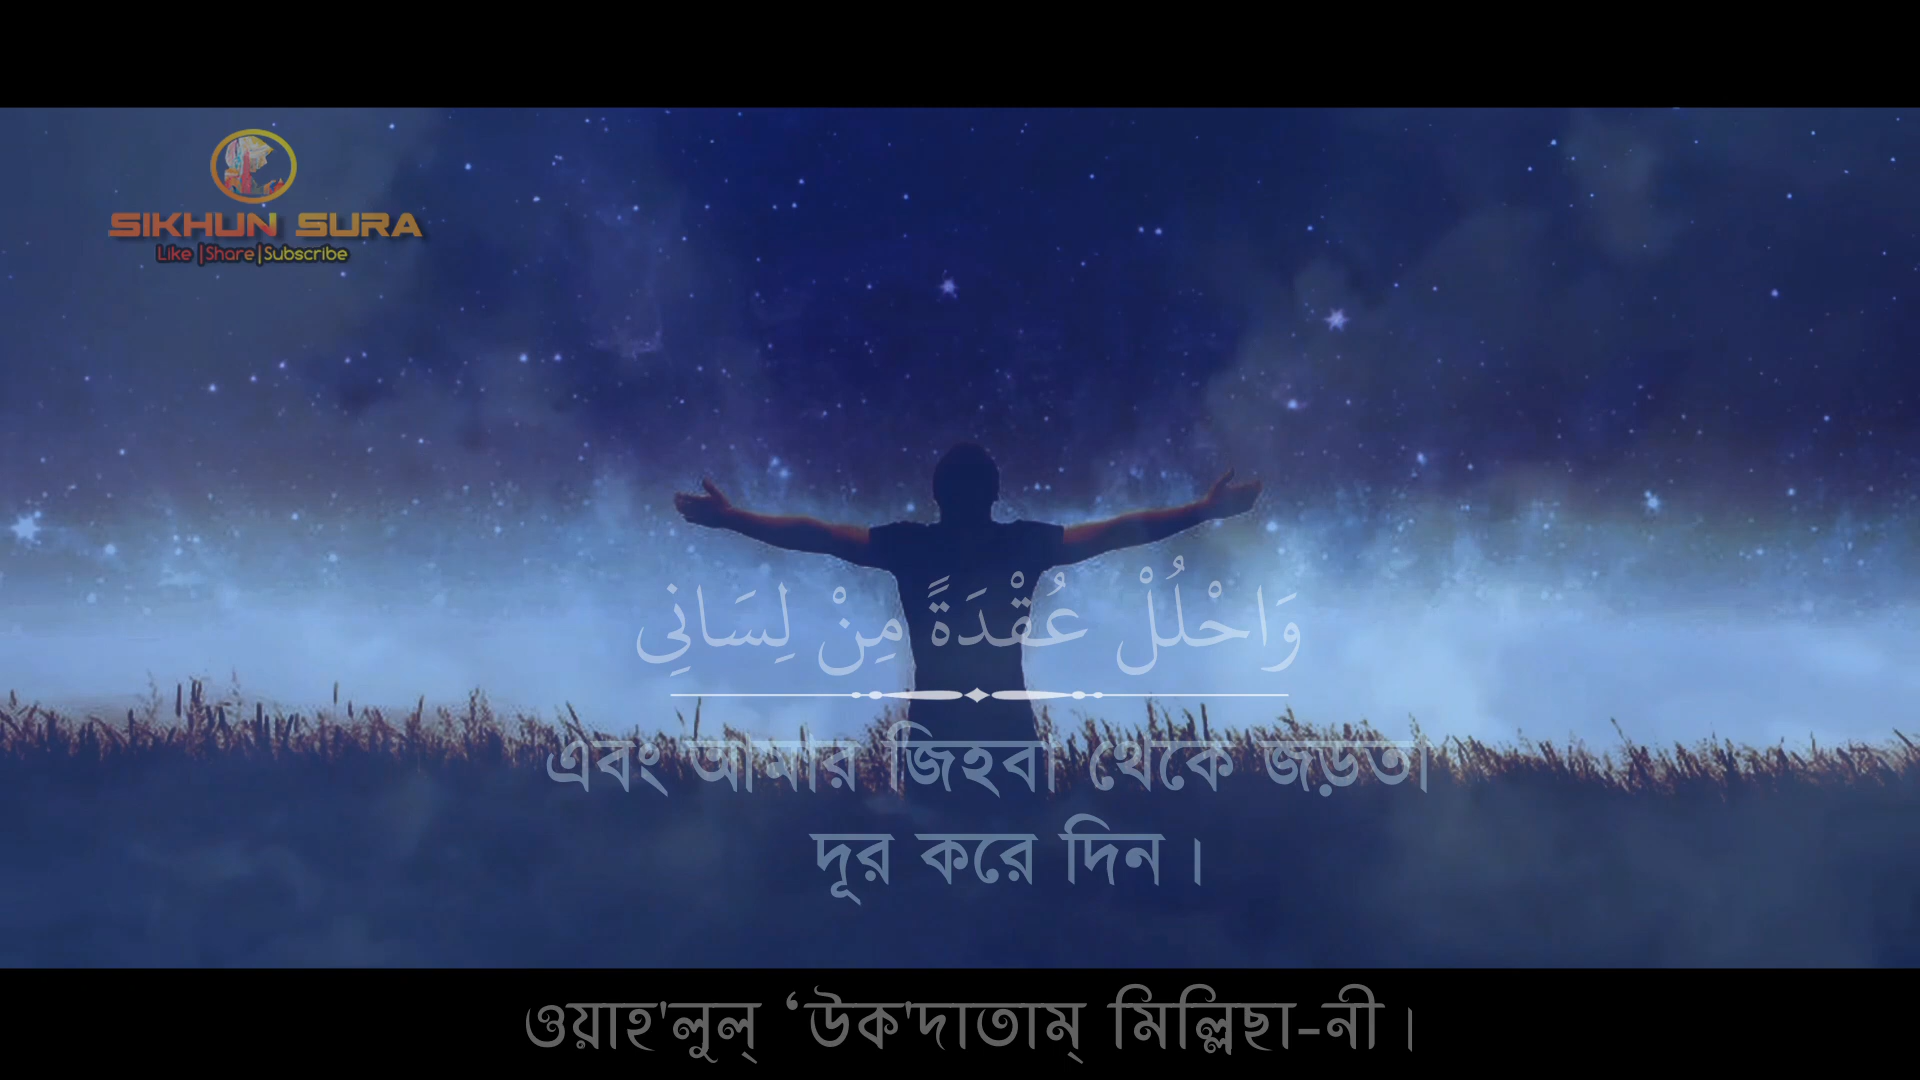 SIKHUN SURA
Like |Share|Subscribe
وَاحْلُلْ عُقْدَةً مِنْ لِسَانِي
এবং আমার জিহবা থেকে জড়তা
দূর করে দিন।
ওয়াহ'লুল্ ‘উক'দাতাম্ মিল্লিছা-নী।